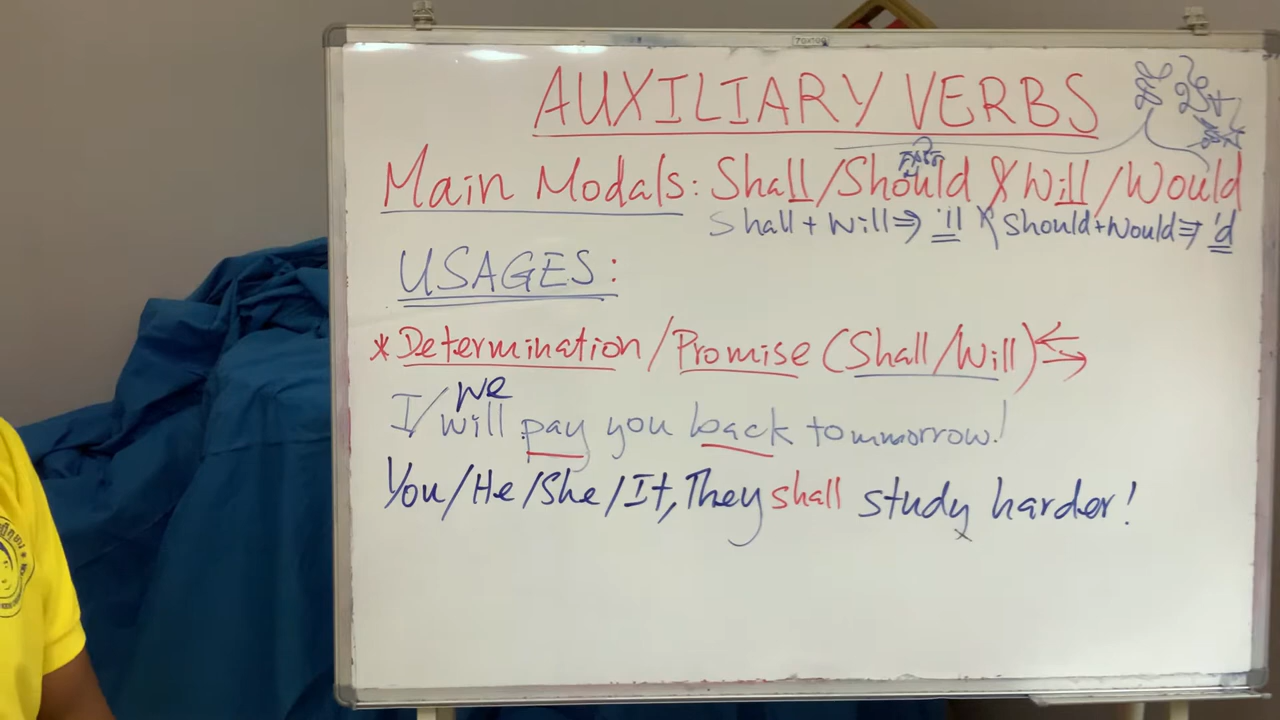 AUXILIARY VERBS
Main Modals: Shall/Should & Will/Would
Shall + Will ⇒ 'll & Should+Would ⇒ 'd
USAGES:
* Determination/Promise (Shall/Will)
I/We will pay you back tommorrow!
You/He/She/It, They shall study harder!